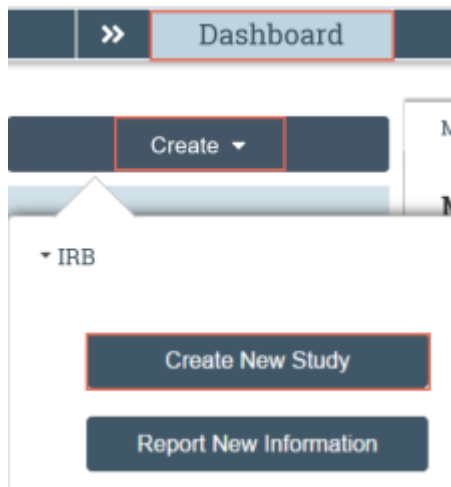 Dashboard
Create
IRB
Create New Study
Report New Information